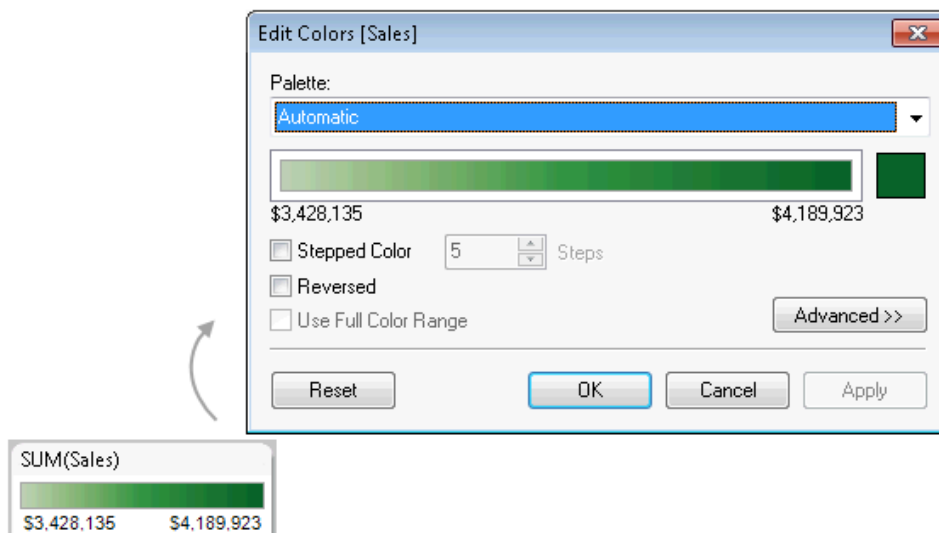 Edit Colors [Sales]
Palette:
Automatic
$3,428,135 $4,189,923
Stepped Color 5 Steps
Reversed
Use Full Color Range
Advanced >>
Reset OK Cancel Apply
SUM(Sales)
$3,428,135 $4,189,923